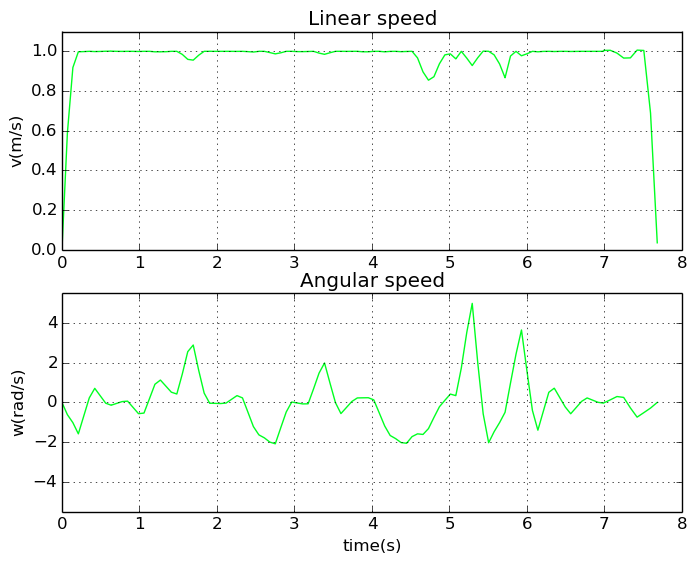 Linear speed
1.0
0.8
0.6
0.4
0.2
0.0
v(m/s)
0 1 2 3 4 5 6 7 8
Angular speed
4
2
0
−2
−4
w(rad/s)
0 1 2 3 4 5 6 7 8
time(s)